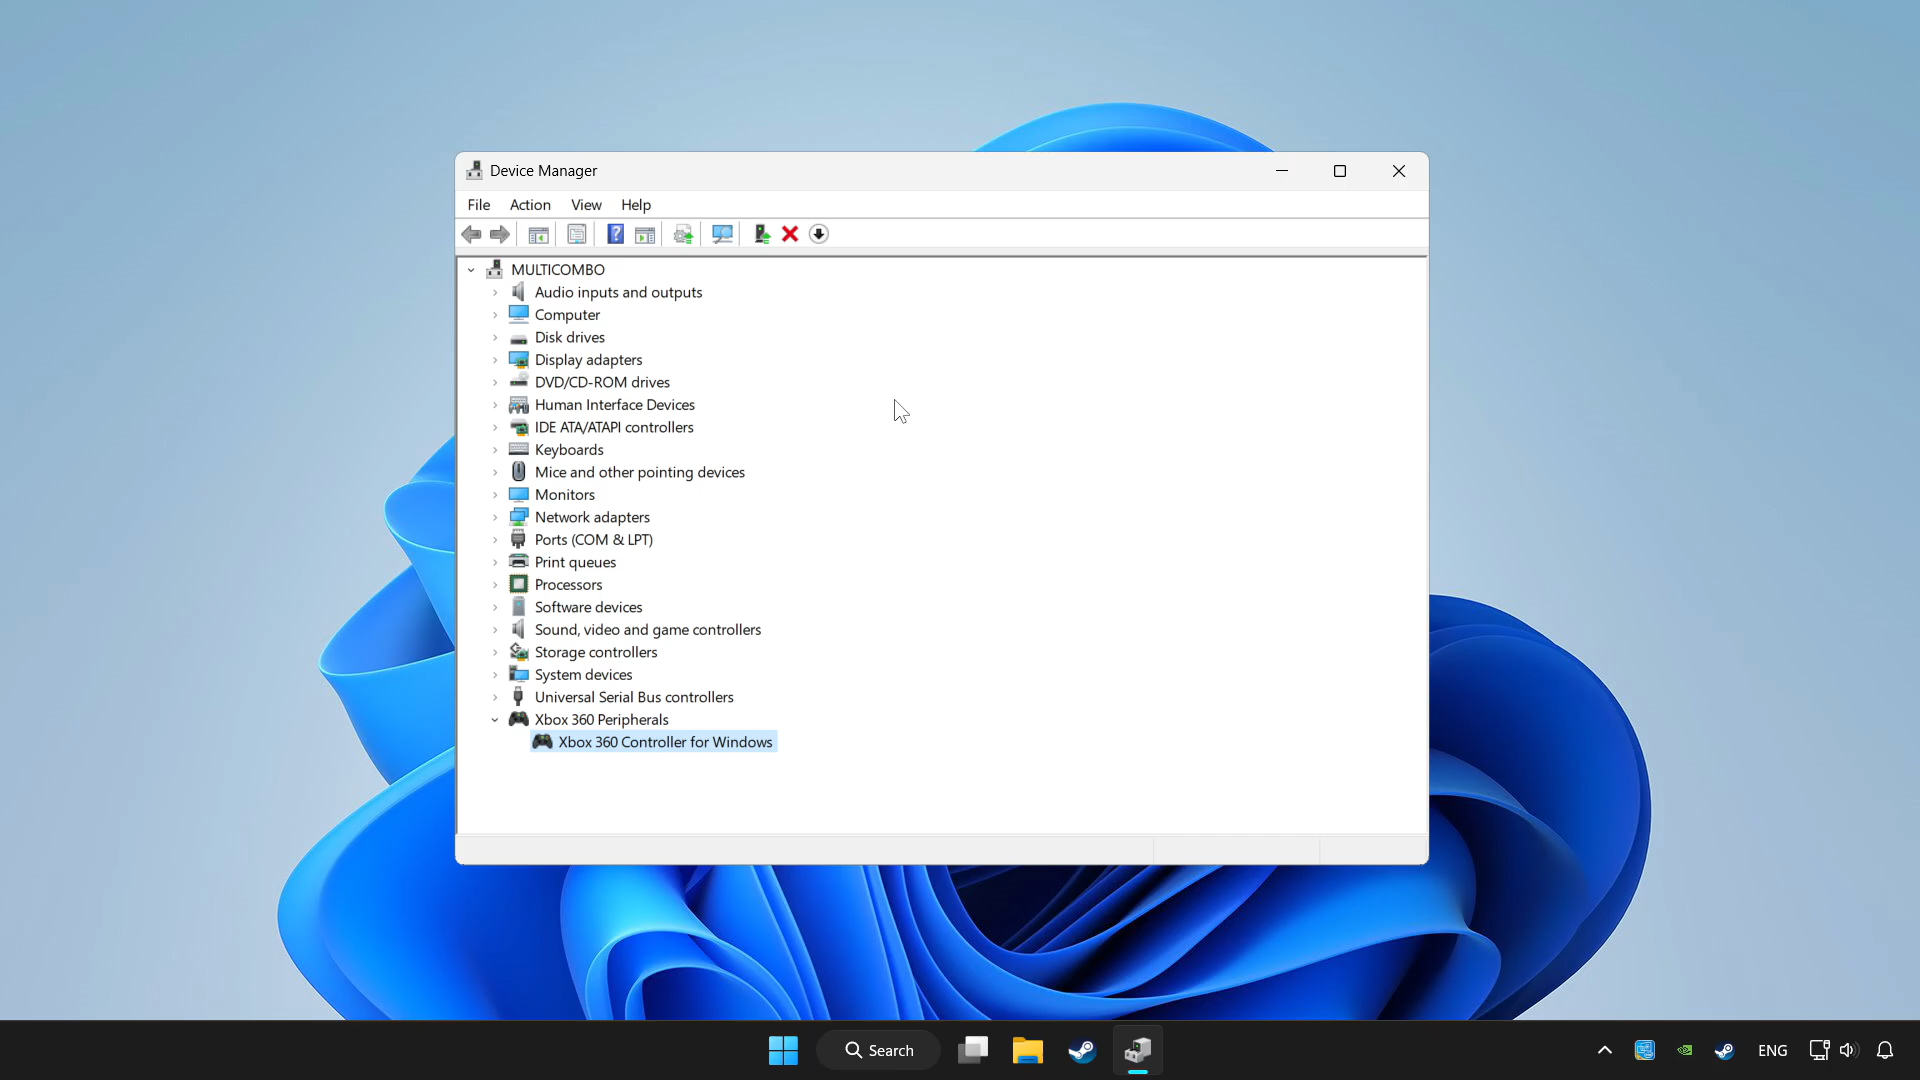 Device Manager
File Action View Help
MULTICOMBO
Audio inputs and outputs
Computer
Disk drives
Display adapters
DVD/CD-ROM drives
Human Interface Devices
IDE ATA/ATAPI controllers
Keyboards
Mice and other pointing devices
Monitors
Network adapters
Ports (COM & LPT)
Print queues
Processors
Software devices
Sound, video and game controllers
Storage controllers
System devices
Universal Serial Bus controllers
Xbox 360 Peripherals
Xbox 360 Controller for Windows
Search
ENG